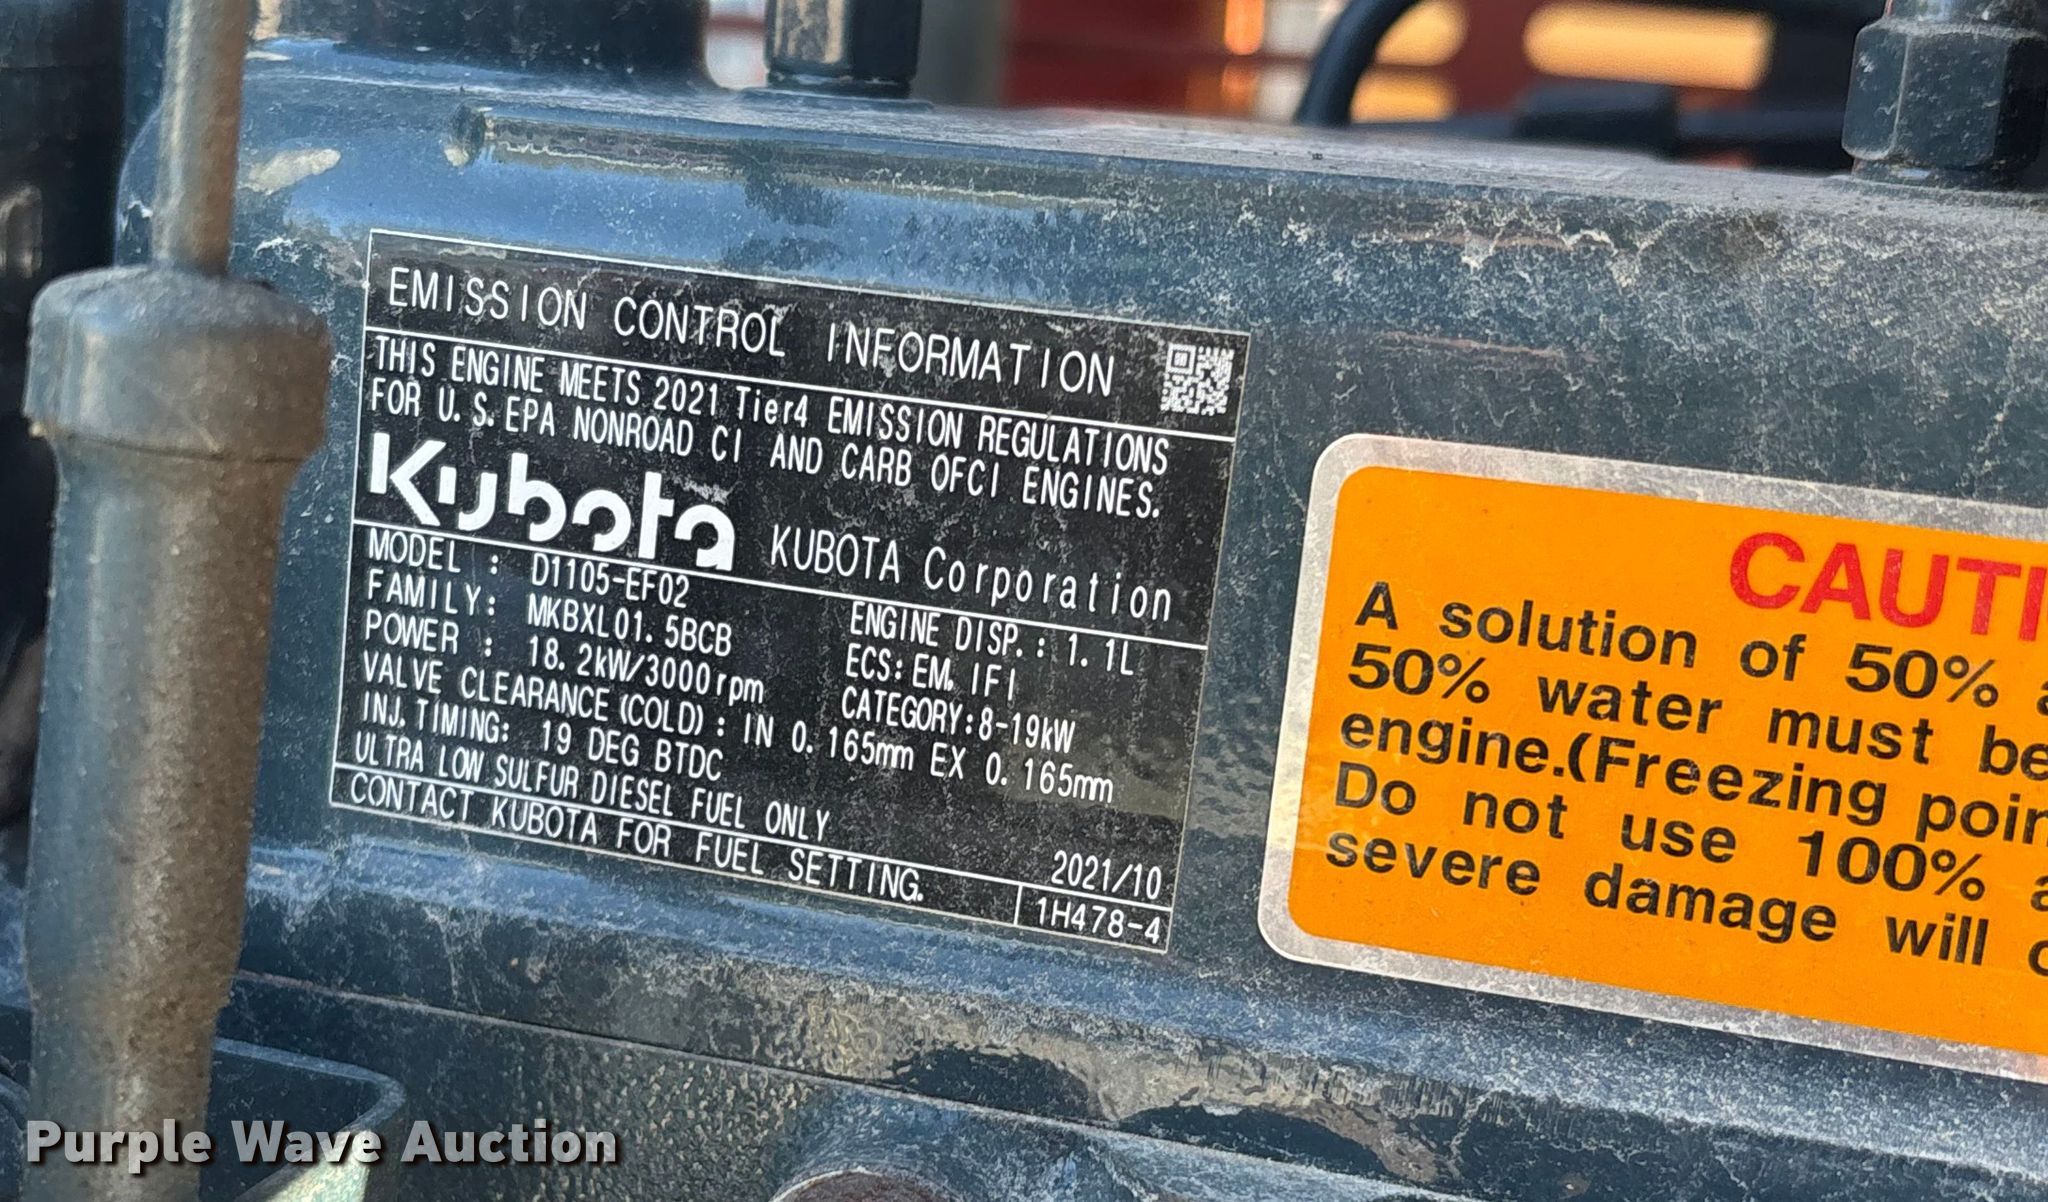 EMISSION CONTROL INFORMATION
THIS ENGINE MEETS 2021 Tier4 EMISSION REGULATIONS
FOR U.S.EPA NONROAD CI AND CARB OFCI ENGINES.
Kubota KUBOTA Corporation
MODEL : D1105-EF02
FAMILY: MKBXL01.5BCB ENGINE DISP.: 1.1L
POWER : 18.2kW/3000rpm ECS: EM, IFI
CATEGORY:8-19kW
VALVE CLEARANCE (COLD) : IN 0.165mm EX 0.165mm
INJ.TIMING: 19 DEG BTDC
ULTRA LOW SULFUR DIESEL FUEL ONLY
2021/10
CONTACT KUBOTA FOR FUEL SETTING.
1H478-4
CAUTI
A solution of 50%
50% water must be
engine.(Freezing poin
Do not use 100%
severe damage will
Purple Wave Auction